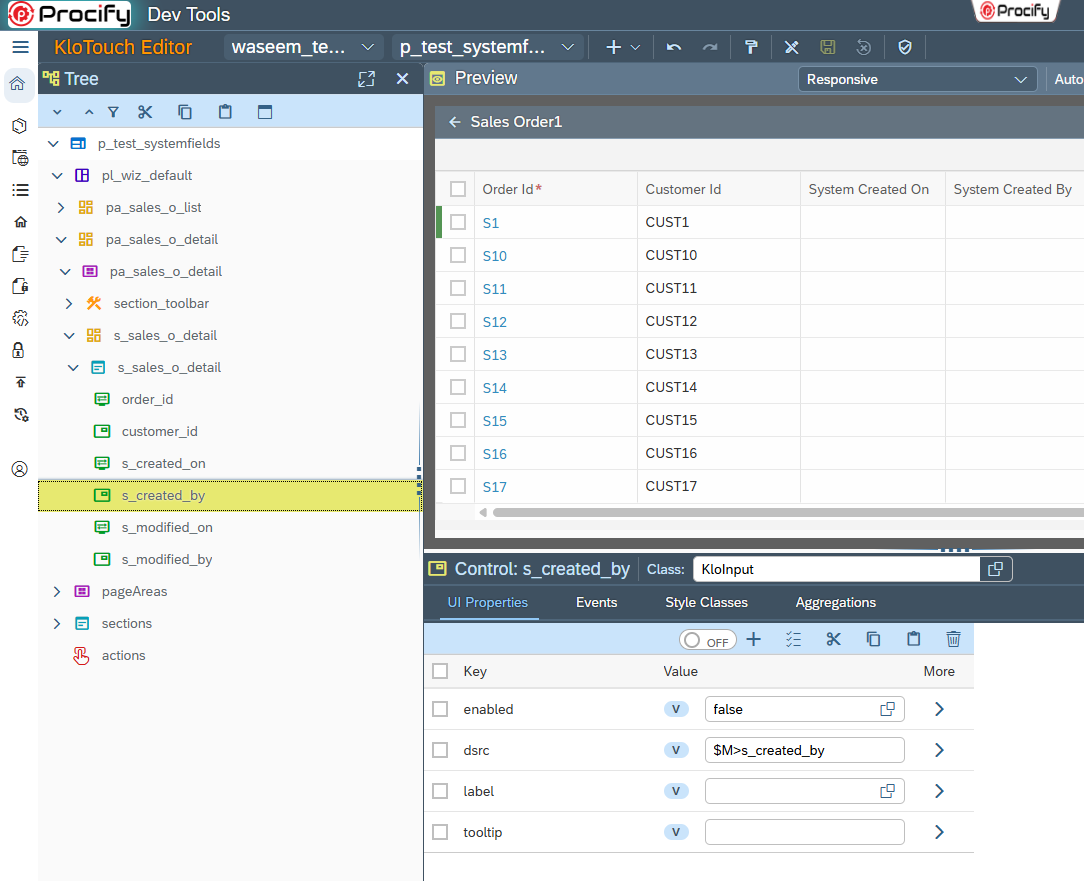 Procify Dev Tools
Procify
KloTouch Editor waseem_te... p_test_systemf...
Tree
Preview Responsive Auto
Sales Order1
p_test_systemfields
pl_wiz_default
pa_sales_o_list
pa_sales_o_detail
pa_sales_o_detail
section_toolbar
s_sales_o_detail
s_sales_o_detail
order_id
customer_id
s_created_on
s_created_by
s_modified_on
s_modified_by
pageAreas
sections
actions
Order Id* Customer Id System Created On System Created By
S1 CUST1
S10 CUST10
S11 CUST11
S12 CUST12
S13 CUST13
S14 CUST14
S15 CUST15
S16 CUST16
S17 CUST17
Control: s_created_by Class: KloInput
UI Properties Events Style Classes Aggregations
OFF
Key Value More
enabled V false
dsrc V $M>s_created_by
label V
tooltip V